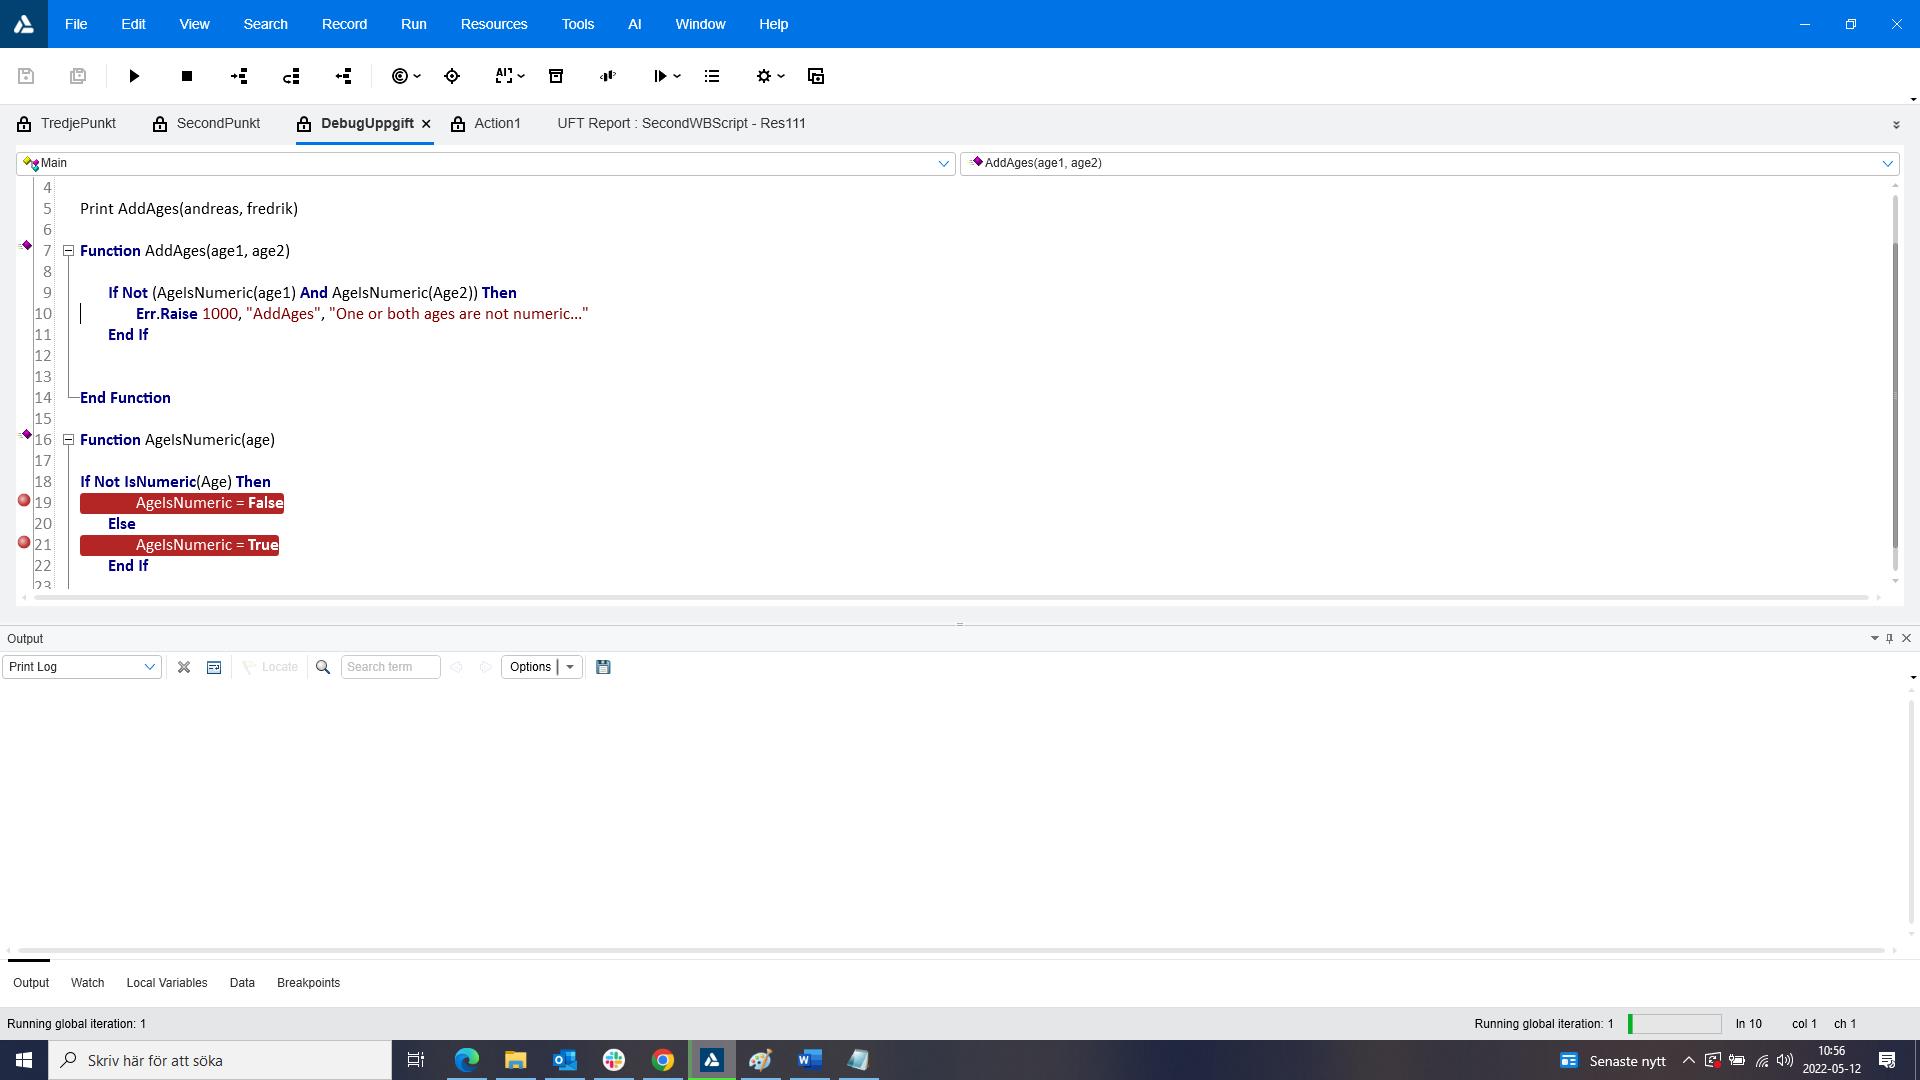 File Edit View Search Record Run Resources Tools AI Window Help
TredjePunkt SecondPunkt DebugUppgift Action1 UFT Report : SecondWBScript - Res111
Main AddAges(age1, age2)
4
5 Print AddAges(andreas, fredrik)
6
7 Function AddAges(age1, age2)
8
9 If Not (AgeIsNumeric(age1) And AgeIsNumeric(Age2)) Then
10 Err.Raise 1000, "AddAges", "One or both ages are not numeric..."
11 End If
12
13
14 End Function
15
16 Function AgeIsNumeric(age)
17
18 If Not IsNumeric(Age) Then
19 AgeIsNumeric = False
20 Else
21 AgeIsNumeric = True
22 End If
23
Output
Print Log Locate Search term Options
Output Watch Local Variables Data Breakpoints
Running global iteration: 1 Running global iteration: 1 ln 10 col 1 ch 1
Skriv här för att söka Senaste nytt 10:56
2022-05-12